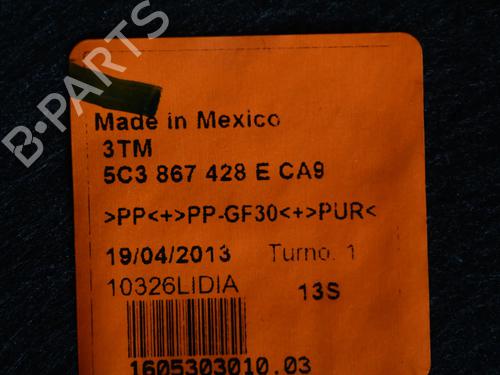 B-PARTS
Made in Mexico
3TM
5C3 867 428 E CA9
>PP<+>PP-GF30<+>PUR<
19/04/2013 Turno. 1
10326LIDIA 13S
1605303010.03